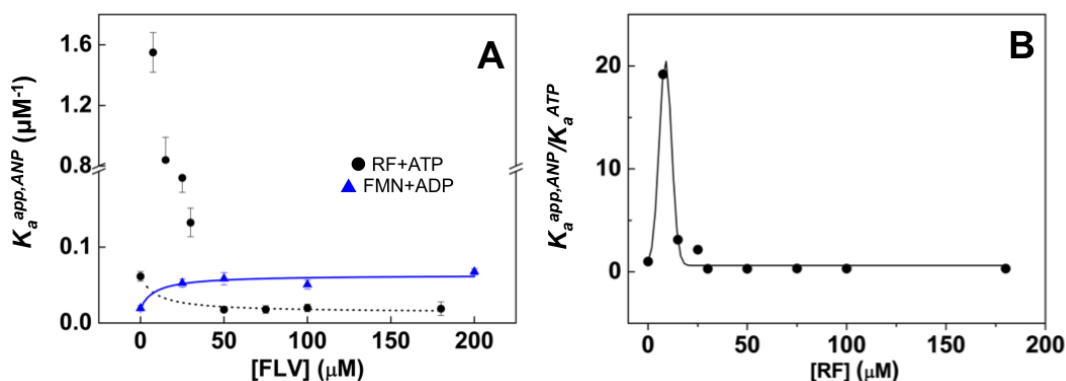 A
K_a^{app,ANP} (μM⁻¹)
1.6
1.2
0.8
0.1
0.0
RF+ATP
FMN+ADP
0 50 100 150 200
[FLV] (μM)
B
K_a^{app,ANP}/K_a^{ATP}
20
10
0
0 50 100 150 200
[RF] (μM)